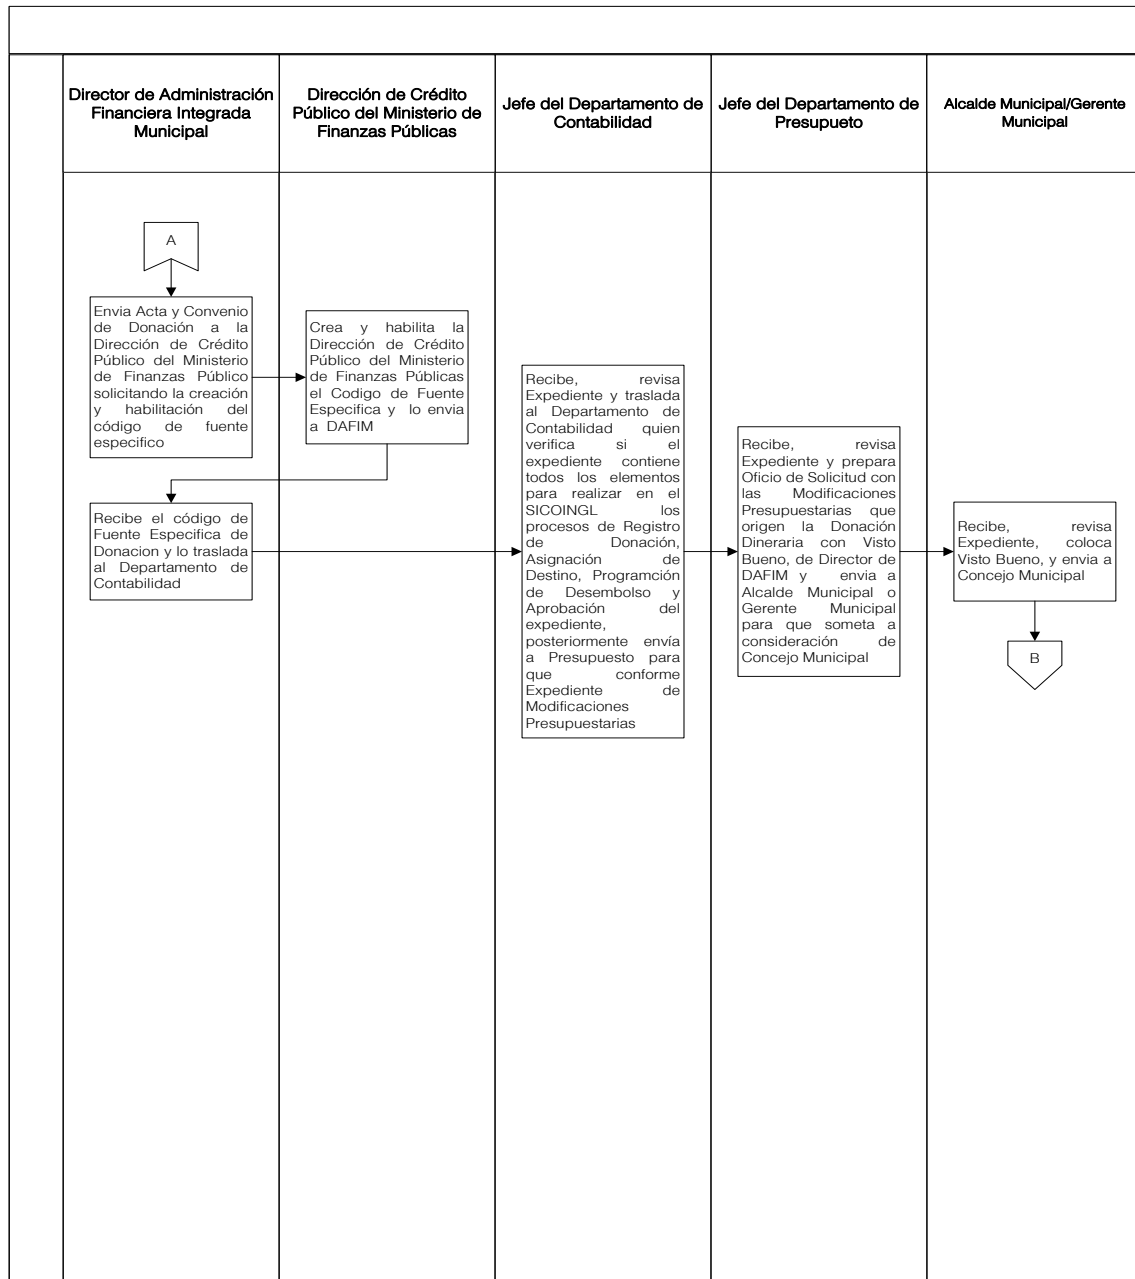 Director de Administración
Financiera Integrada
Municipal
Dirección de Crédito
Público del Ministerio de
Finanzas Públicas
Jefe del Departamento de
Contabilidad
Jefe del Departamento de
Presupueto
Alcalde Municipal/Gerente
Municipal
A
Envia Acta y Convenio
de Donación a la
Dirección de Crédito
Público del Ministerio
de Finanzas Público
solicitando la creación
y habilitación del
código de fuente
especifico
Crea y habilita la
Dirección de Crédito
Público del Ministerio
de Finanzas Públicas
el Codigo de Fuente
Especifica y lo envia
a DAFIM
Recibe el código de
Fuente Especifica de
Donacion y lo traslada
al Departamento de
Contabilidad
Recibe, revisa
Expediente y traslada
al Departamento de
Contabilidad quien
verifica si el
expediente contiene
todos los elementos
para realizar en el
SICOINGL los
procesos de Registro
de Donación,
Asignación de
Destino, Programción
de Desembolso y
Aprobación del
expediente,
posteriormente envía
a Presupuesto para
que conforme
Expediente de
Modificaciones
Presupuestarias
Recibe, revisa
Expediente y prepara
Oficio de Solicitud con
las Modificaciones
Presupuestarias que
origen la Donación
Dineraria con Visto
Bueno, de Director de
DAFIM y envia a
Alcalde Municipal o
Gerente Municipal
para que someta a
consideración de
Concejo Municipal
Recibe, revisa
Expediente, coloca
Visto Bueno, y envia a
Concejo Municipal
B